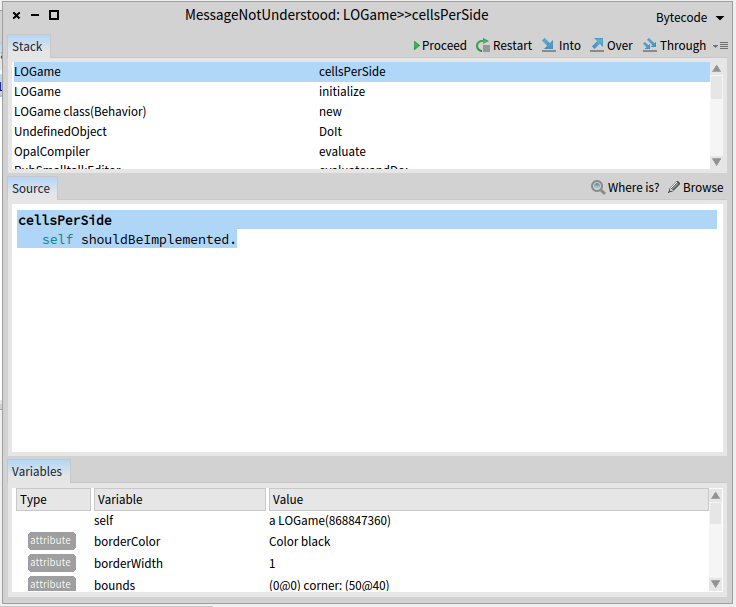 MessageNotUnderstood: LOGame>>cellsPerSide
Bytecode
Stack
Proceed Restart Into Over Through
LOGame cellsPerSide
LOGame initialize
LOGame class(Behavior) new
UndefinedObject DoIt
OpalCompiler evaluate
Source
Where is? Browse
cellsPerSide
self shouldBeImplemented.
Variables
Type Variable Value
self a LOGame(868847360)
attribute borderColor Color black
attribute borderWidth 1
attribute bounds (0@0) corner: (50@40)